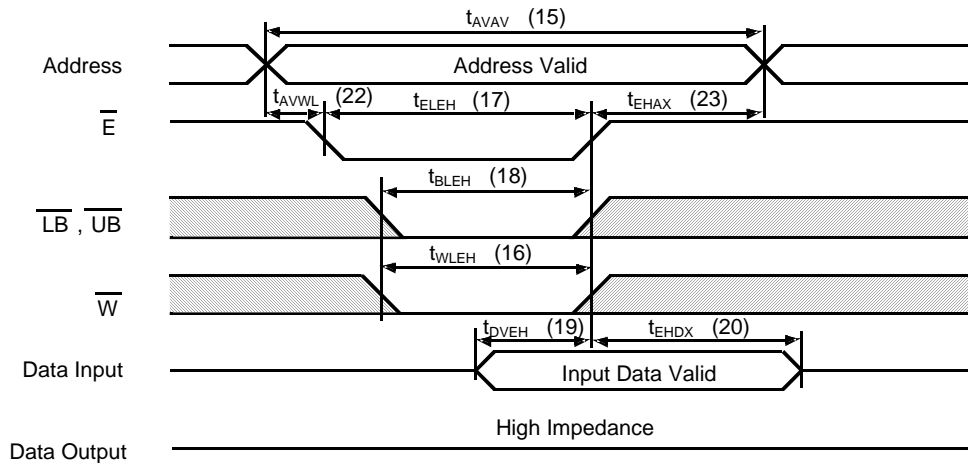 tAVAV (15)
Address
Address Valid
tAVWL (22) tELEH (17) tEHAX (23)
E
tBLEH (18)
LB , UB
tWLEH (16)
W
tDVEH (19) tEHDX (20)
Data Input
Input Data Valid
High Impedance
Data Output